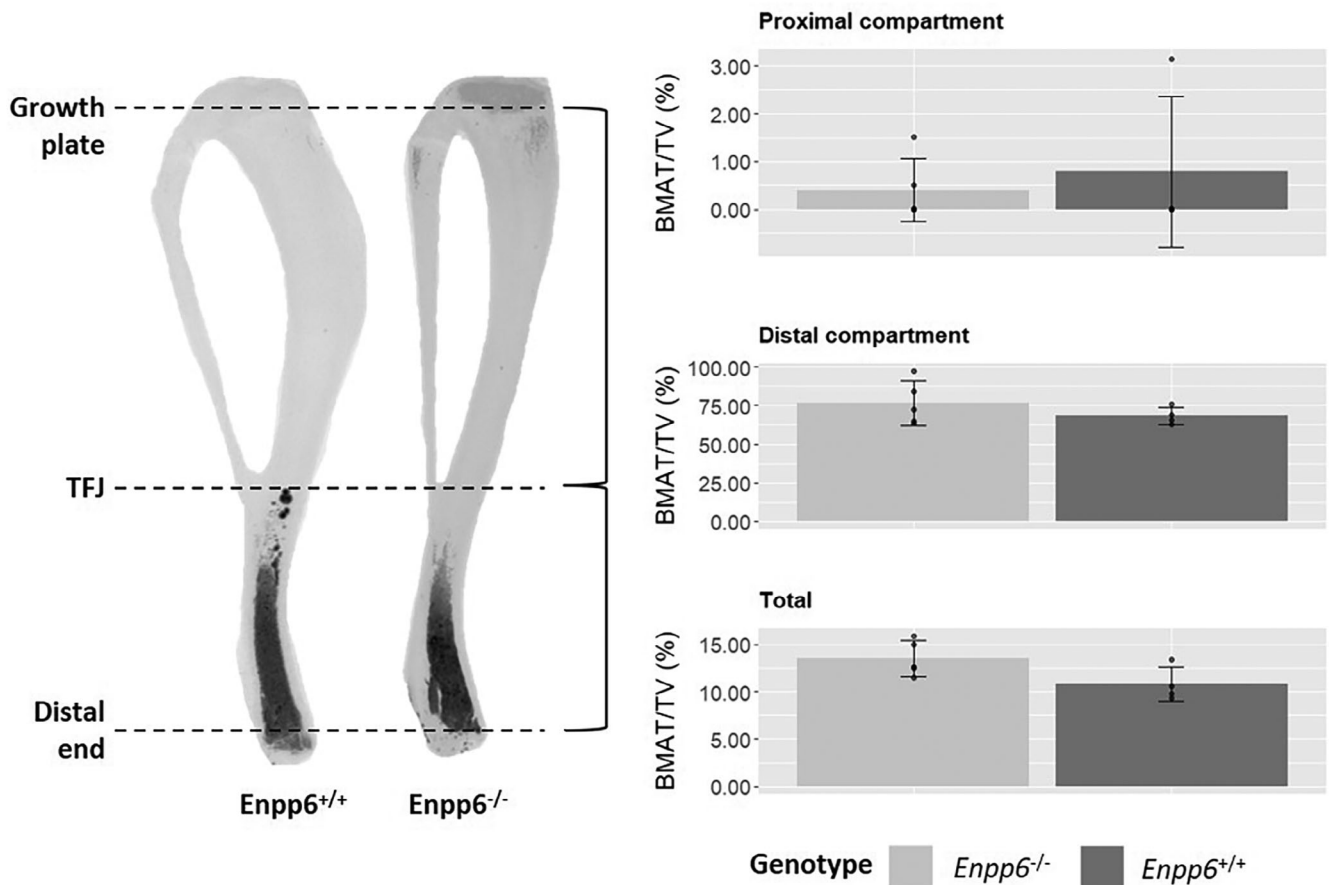 Growth
plate
TFJ
Distal
end
Enpp6+/+
Enpp6-/-
Proximal compartment
BMAT/TV (%)
3.00
2.00
1.00
0.00
Distal compartment
BMAT/TV (%)
100.00
75.00
50.00
25.00
0.00
Total
BMAT/TV (%)
15.00
10.00
5.00
0.00
Genotype Enpp6-/- Enpp6+/+